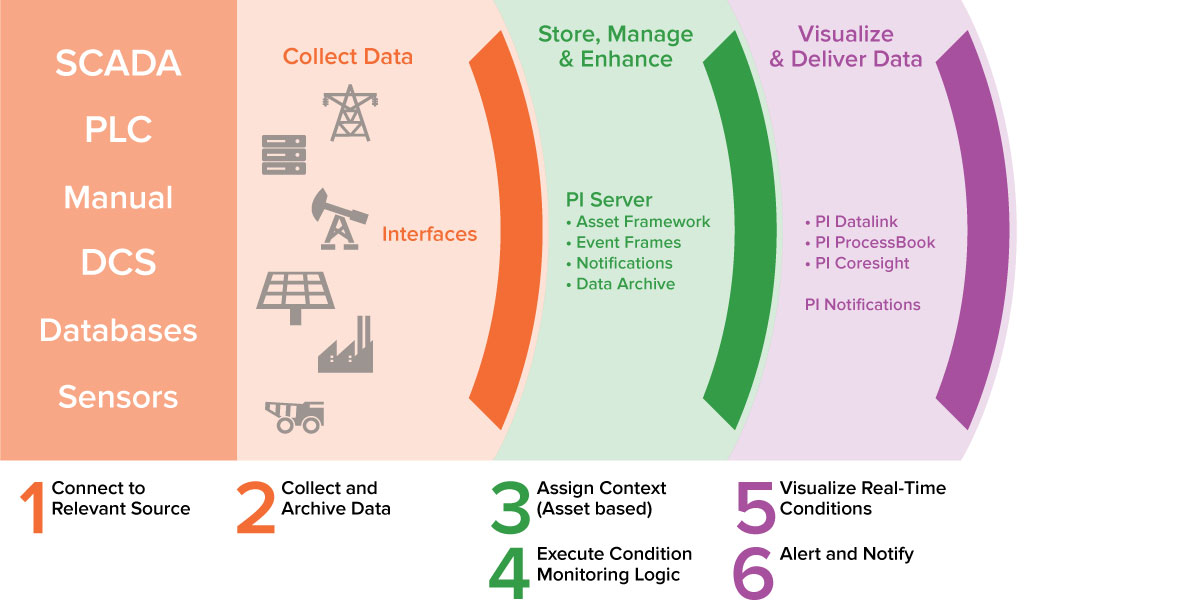 SCADA
PLC
Manual
DCS
Databases
Sensors
Collect Data
Interfaces
Store, Manage
& Enhance
PI Server
• Asset Framework
• Event Frames
• Notifications
• Data Archive
Visualize
& Deliver Data
• PI Datalink
• PI ProcessBook
• PI Coresight
PI Notifications
1 Connect to
Relevant Source
2 Collect and
Archive Data
3 Assign Context
(Asset based)
4 Execute Condition
Monitoring Logic
5 Visualize Real-Time
Conditions
6 Alert and Notify